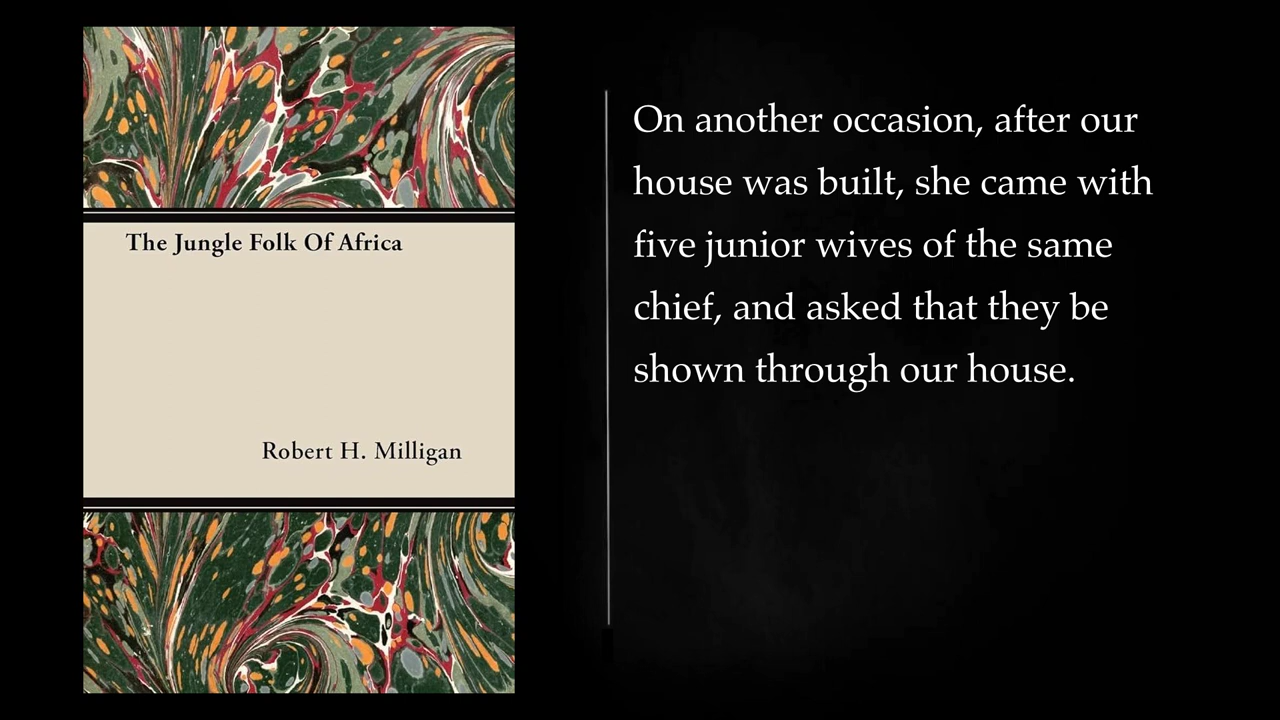 The Jungle Folk Of Africa
Robert H. Milligan
On another occasion, after our
house was built, she came with
five junior wives of the same
chief, and asked that they be
shown through our house.